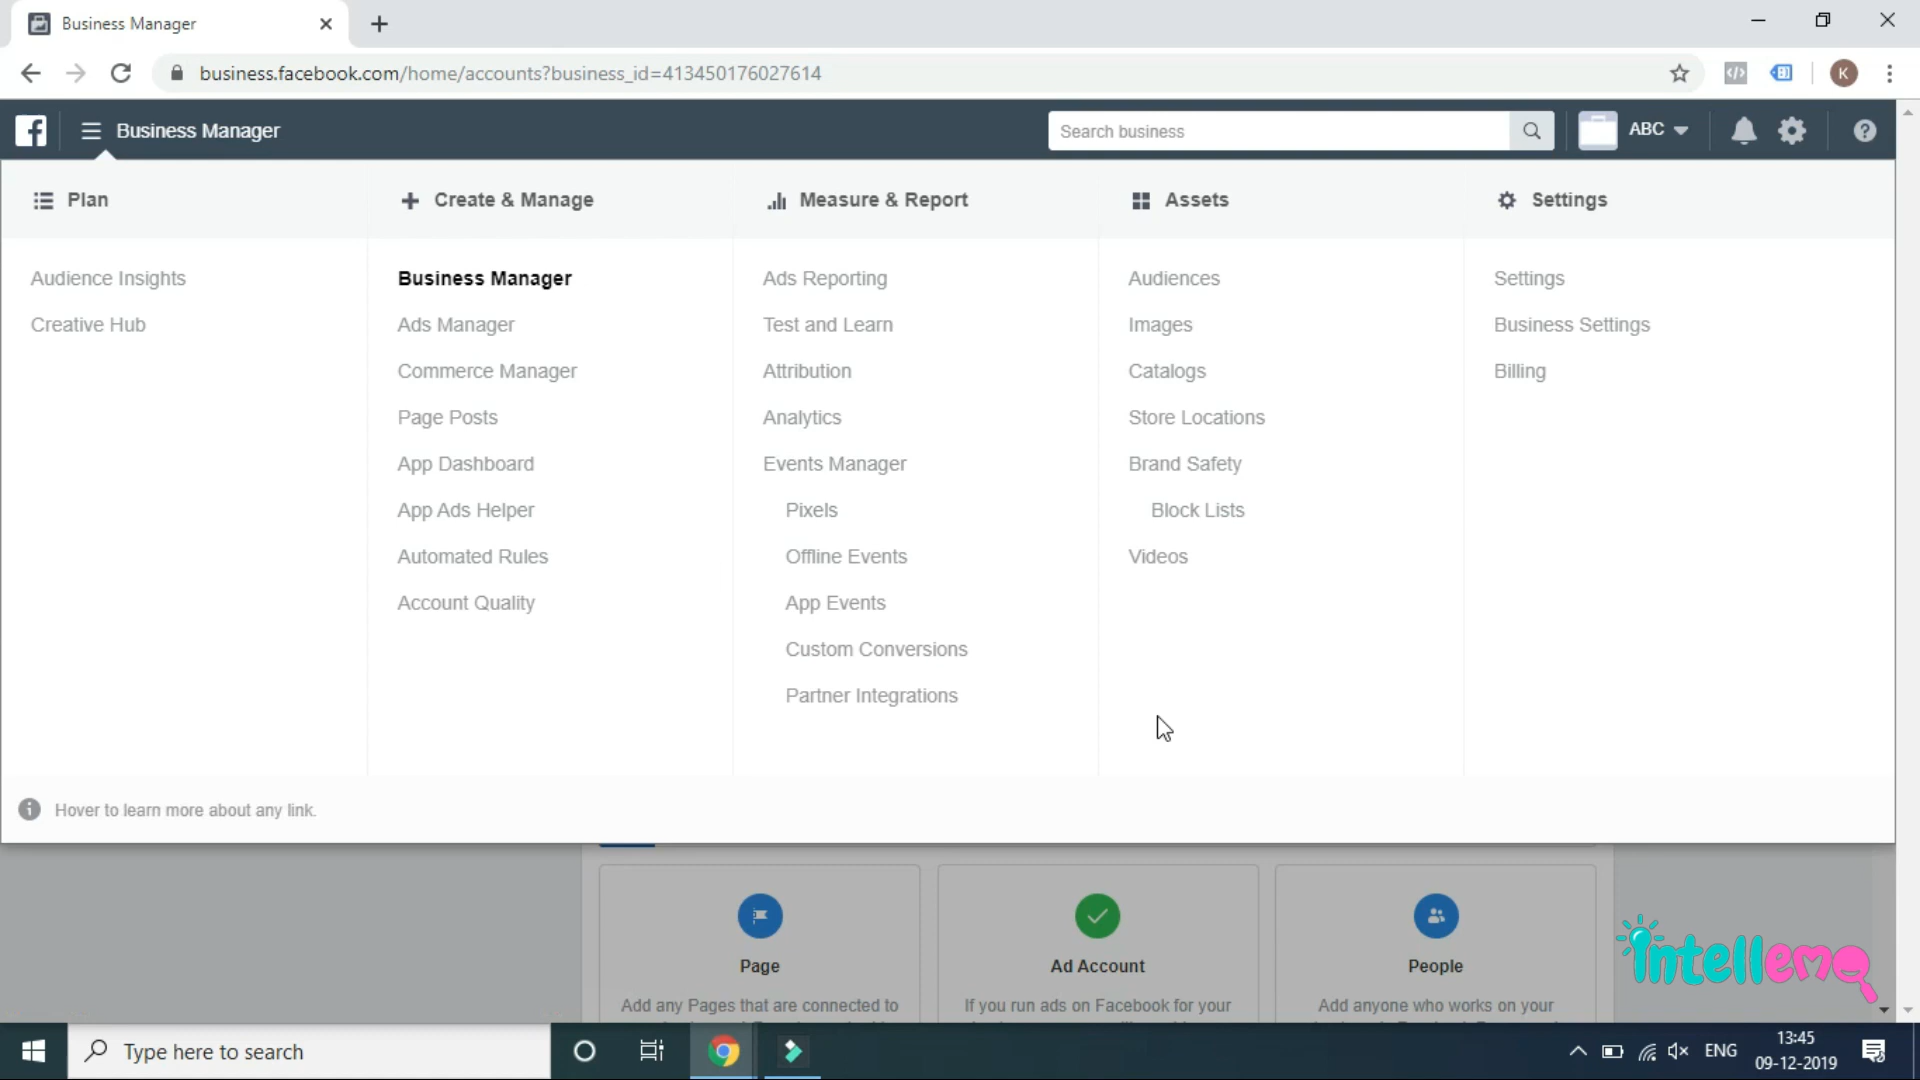 Business Manager
business.facebook.com/home/accounts?business_id=413450176027614
K
Business Manager
Search business
ABC
Plan
Audience Insights
Creative Hub
Create & Manage
Business Manager
Ads Manager
Commerce Manager
Page Posts
App Dashboard
App Ads Helper
Automated Rules
Account Quality
Measure & Report
Ads Reporting
Test and Learn
Attribution
Analytics
Events Manager
Pixels
Offline Events
App Events
Custom Conversions
Partner Integrations
Assets
Audiences
Images
Catalogs
Store Locations
Brand Safety
Block Lists
Videos
Settings
Settings
Business Settings
Billing
Hover to learn more about any link.
Page
Add any Pages that are connected to
Ad Account
If you run ads on Facebook for your
People
Add anyone who works on your
intellemo
Type here to search
ENG
13:45
09-12-2019